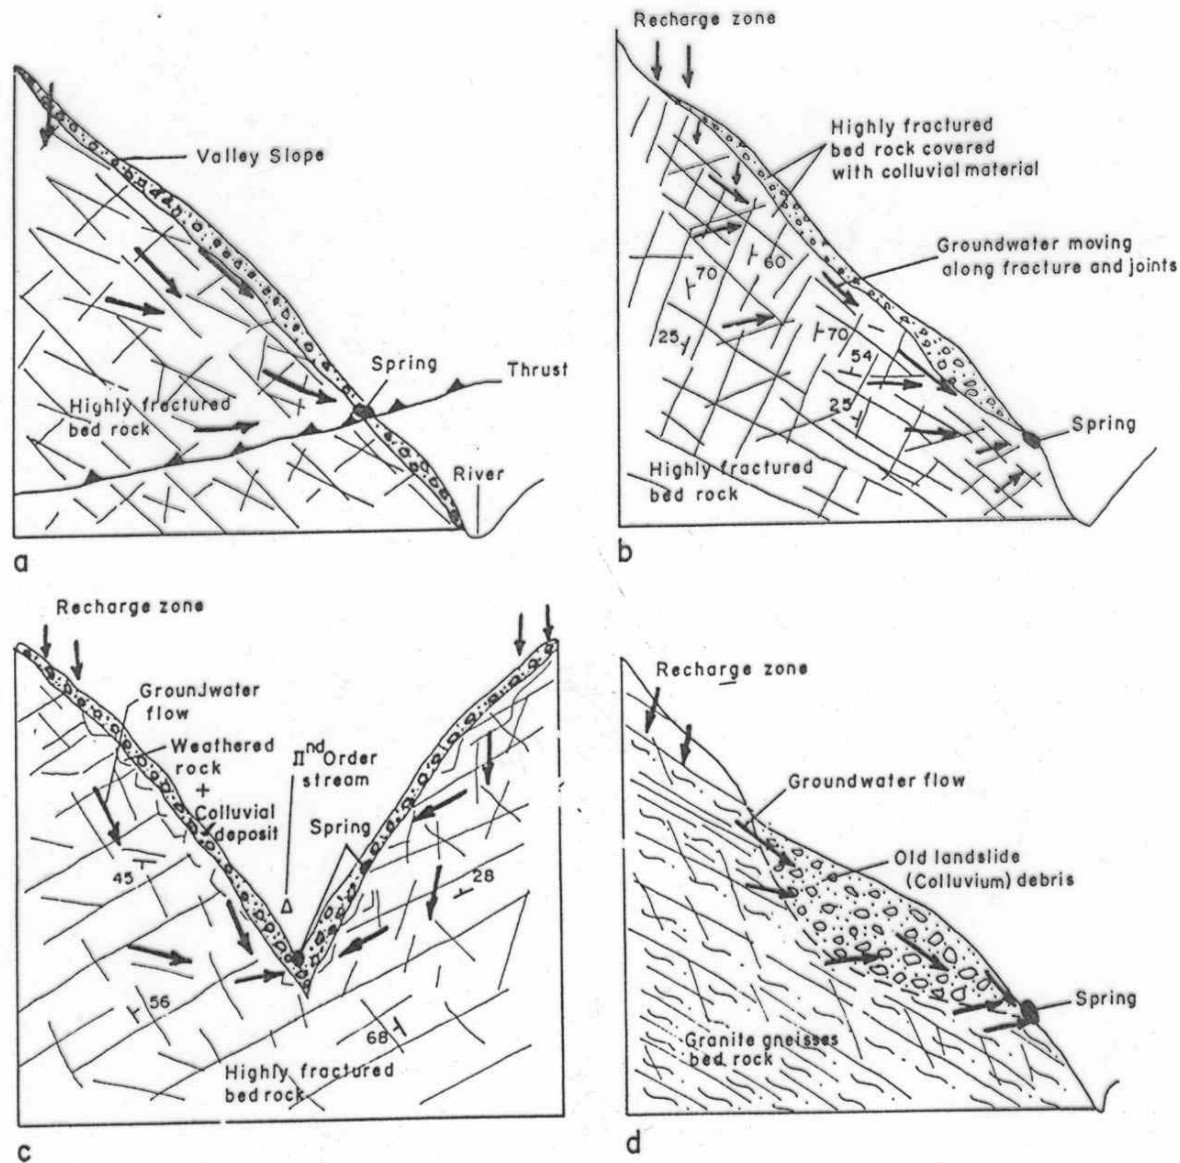 Valley Slope
Spring
Thrust
Highly fractured
bed rock
River
a
Recharge zone
Highly fractured
bed rock covered
with colluvial material
Groundwater moving
along fracture and joints
60
70
70
25
54
25
Spring
Highly fractured
bed rock
b
Recharge zone
Groundwater
flow
Weathered
rock
+
Colluvial
deposit
IInd Order
stream
Spring
45
28
56
68
Highly fractured
bed rock
c
Recharge zone
Groundwater flow
Old landslide
(Colluvium) debris
Spring
Granite gneisses
bed rock
d